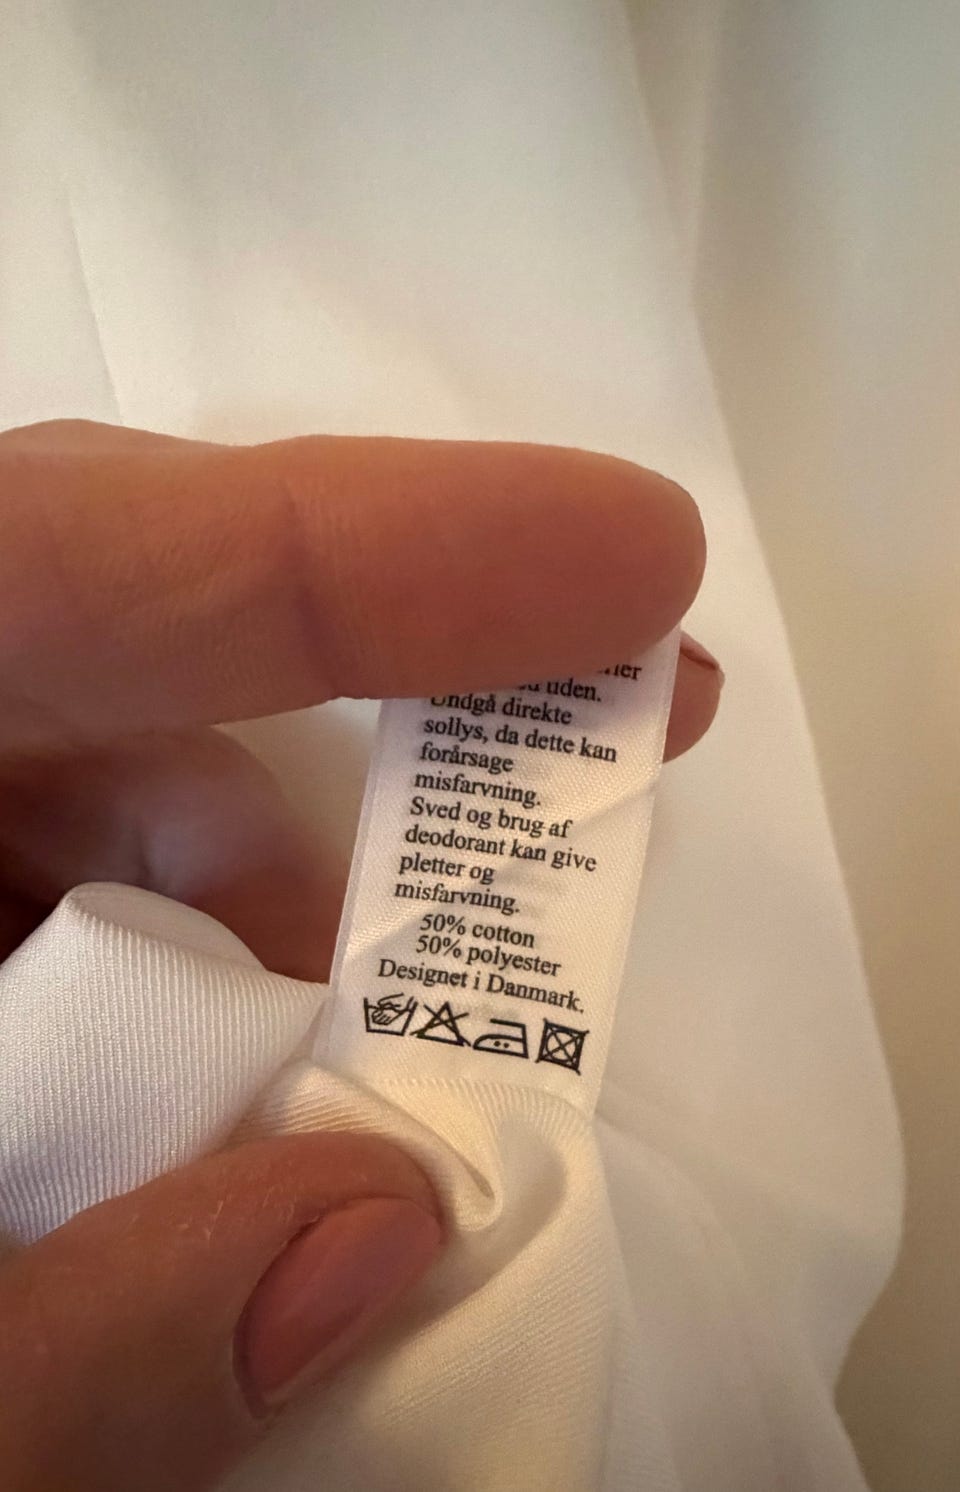 uden.
Undgå direkte
sollys, da dette kan
forårsage
misfarvning.
Sved og brug af
deodorant kan give
pletter og
misfarvning.
50% cotton
50% polyester
Designet i Danmark.